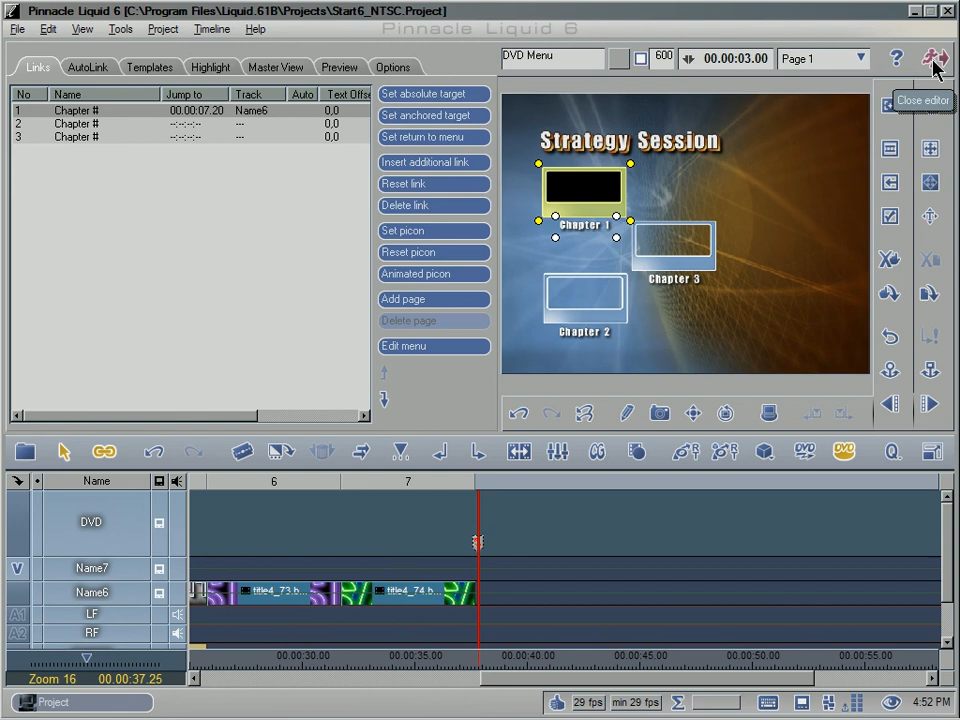 Pinnacle Liquid 6 [C:\Program Files\Liquid.61B\Projects\Start6_NTSC.Project]
File Edit View Tools Project Timeline Help
Pinnacle Liquid 6
Links AutoLink Templates Highlight Master View Preview Options
DVD Menu 600 00.00:03.00 Page 1 ?
Close editor
No Name Jump to Track Auto Text Offse
1 Chapter # 00.00:07.20 Name6 0,0
2 Chapter # --:--:--.-- --- 0,0
3 Chapter # --:--:--.-- --- 0,0
Set absolute target
Set anchored target
Set return to menu
Insert additional link
Reset link
Delete link
Set picon
Reset picon
Animated picon
Add page
Delete page
Edit menu
Strategy Session
Chapter 1
Chapter 3
Chapter 2
DVD DVD Q
Name 6 7
DVD
V Name7
Name6 title4_73.b... title4_74.b...
A1 LF
A2 RF
00.00:30.00 00.00:35.00 00.00:40.00 00.00:45.00 00.00:50.00 00.00:55.00
Zoom 16 00.00:37.25
Project 29 fps min 29 fps Σ 4:52 PM